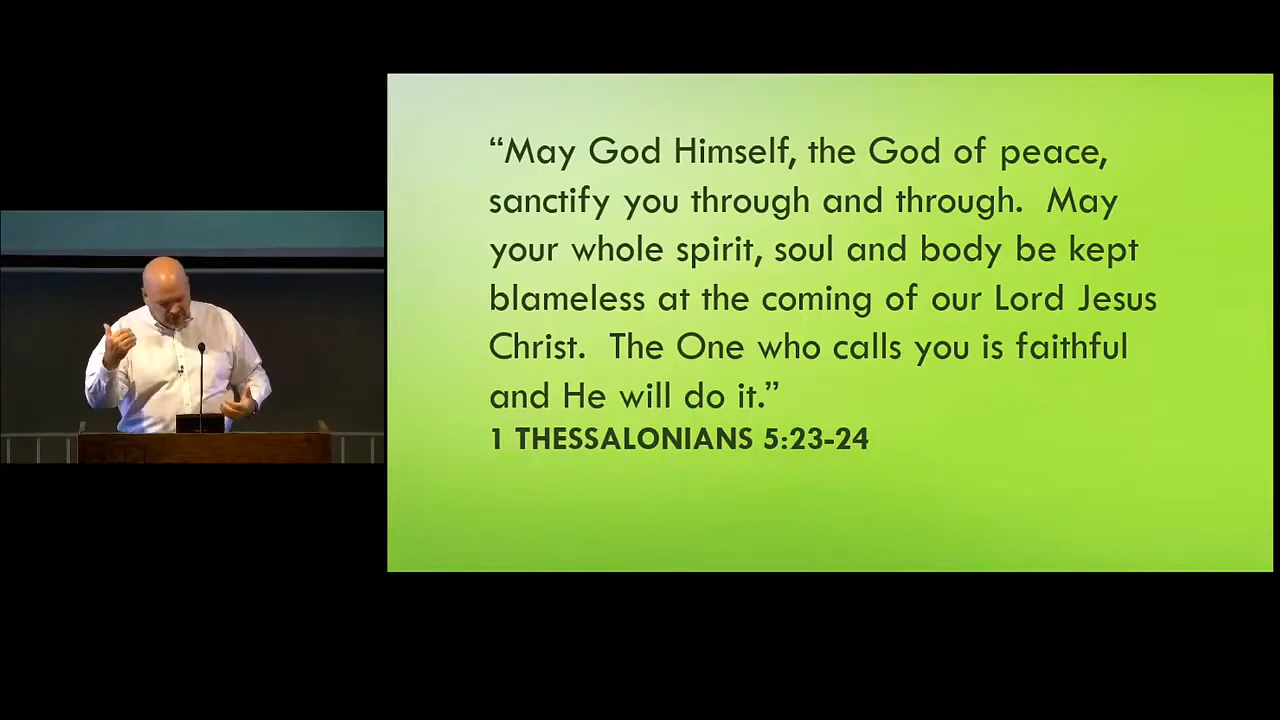 “May God Himself, the God of peace,
sanctify you through and through.  May
your whole spirit, soul and body be kept
blameless at the coming of our Lord Jesus
Christ.  The One who calls you is faithful
and He will do it.”
1 THESSALONIANS 5:23-24